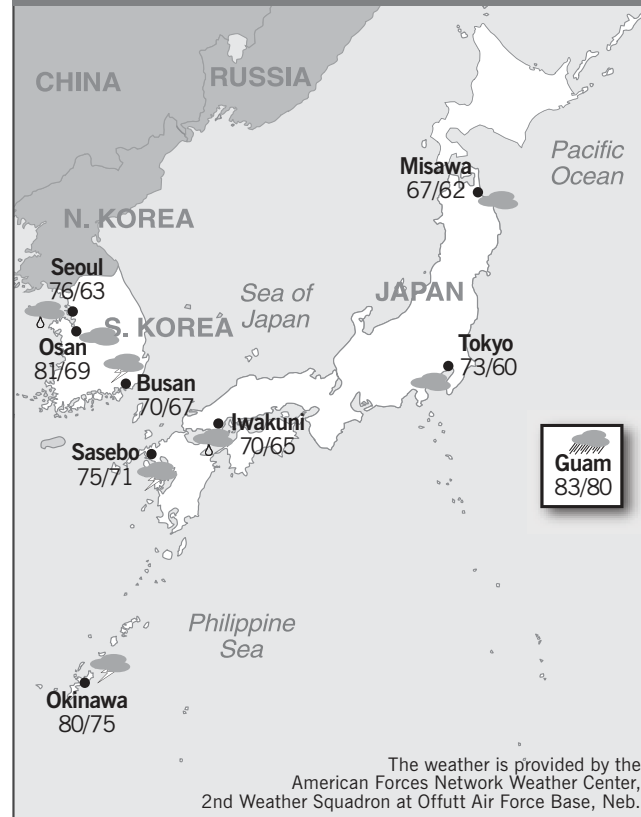 CHINA
RUSSIA
Pacific
Ocean
Misawa
67/62
N. KOREA
Seoul
76/63
Sea of
Japan
JAPAN
S. KOREA
Osan
81/69
Tokyo
73/60
Busan
70/67
Iwakuni
70/65
Sasebo
75/71
Guam
83/80
Philippine
Sea
Okinawa
80/75
The weather is provided by the
American Forces Network Weather Center,
2nd Weather Squadron at Offutt Air Force Base, Neb.